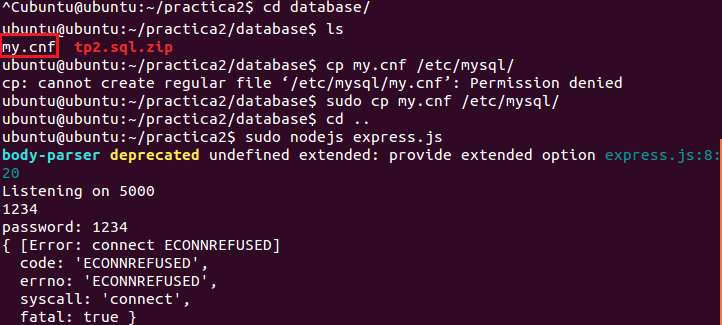 ^Cubuntu@ubuntu:~/practica2$ cd database/
ubuntu@ubuntu:~/practica2/database$ ls
my.cnf  tp2.sql.zip
ubuntu@ubuntu:~/practica2/database$ cp my.cnf /etc/mysql/
cp: cannot create regular file ‘/etc/mysql/my.cnf’: Permission denied
ubuntu@ubuntu:~/practica2/database$ sudo cp my.cnf /etc/mysql/
ubuntu@ubuntu:~/practica2/database$ cd ..
ubuntu@ubuntu:~/practica2$ sudo nodejs express.js
body-parser deprecated undefined extended: provide extended option express.js:8:
20
Listening on 5000
1234
password: 1234
{ [Error: connect ECONNREFUSED]
  code: 'ECONNREFUSED',
  errno: 'ECONNREFUSED',
  syscall: 'connect',
  fatal: true }